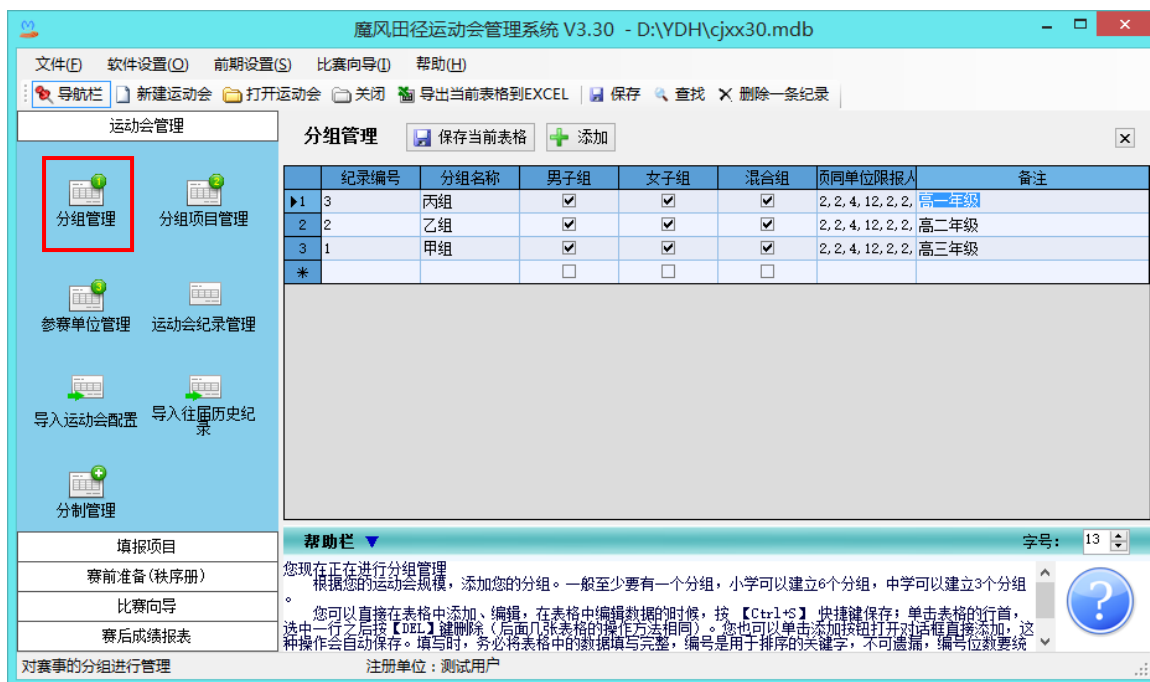 魔风田径运动会管理系统 V3.30 - D:\YDH\cjxx30.mdb
文件(F) 软件设置(O) 前期设置(S) 比赛向导(I) 帮助(H)
导航栏 新建运动会 打开运动会 关闭 导出当前表格到EXCEL 保存 查找 删除一条纪录
运动会管理
分组管理 保存当前表格 添加
纪录编号 分组名称 男子组 女子组 混合组 页同单位限报人 备注
1 3 丙组 2,2,4,12,2,2, 高一年级
2 2 乙组 2,2,4,12,2,2, 高二年级
3 1 甲组 2,2,4,12,2,2, 高三年级
分组管理 分组项目管理
参赛单位管理 运动会纪录管理
导入运动会配置 导入往届历史纪录
分制管理
填报项目
赛前准备(秩序册)
比赛向导
赛后成绩报表
帮助栏 字号: 13
您现在正在进行分组管理
根据您的运动会规模，添加您的分组。一般至少要有一个分组，小学可以建立6个分组，中学可以建立3个分组
。
您可以直接在表格中添加、编辑，在表格中编辑数据的时候，按 【Ctrl+S】 快捷键保存；单击表格的行首，
选中一行之后按【DEL】键删除（后面几张表格的操作方法相同）。您也可以单击添加按钮打开对话框直接添加，这
种操作会自动保存。填写时，务必将表格中的数据填写完整，编号是用于排序的关键字，不可遗漏，编号位数要统
对赛事的分组进行管理 注册单位：测试用户